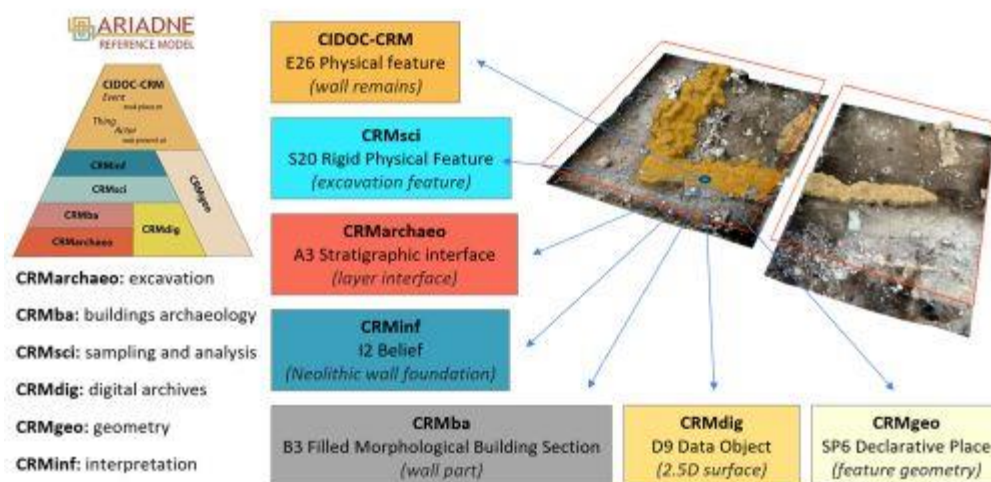 ARIADNE
REFERENCE MODEL
CIDOC-CRM
Event
Thing
Actor
CRMinf
CRMsci
CRMgeo
CRMba
CRMdig
CRMarchaeo
CRMarchaeo: excavation
CRMba: buildings archaeology
CRMsci: sampling and analysis
CRMdig: digital archives
CRMgeo: geometry
CRMinf: interpretation
CIDOC-CRM
E26 Physical feature
(wall remains)
CRMsci
S20 Rigid Physical Feature
(excavation feature)
CRMarchaeo
A3 Stratigraphic interface
(layer interface)
CRMinf
I2 Belief
(Neolithic wall foundation)
CRMba
B3 Filled Morphological Building Section
(wall part)
CRMdig
D9 Data Object
(2.5D surface)
CRMgeo
SP6 Declarative Place
(feature geometry)